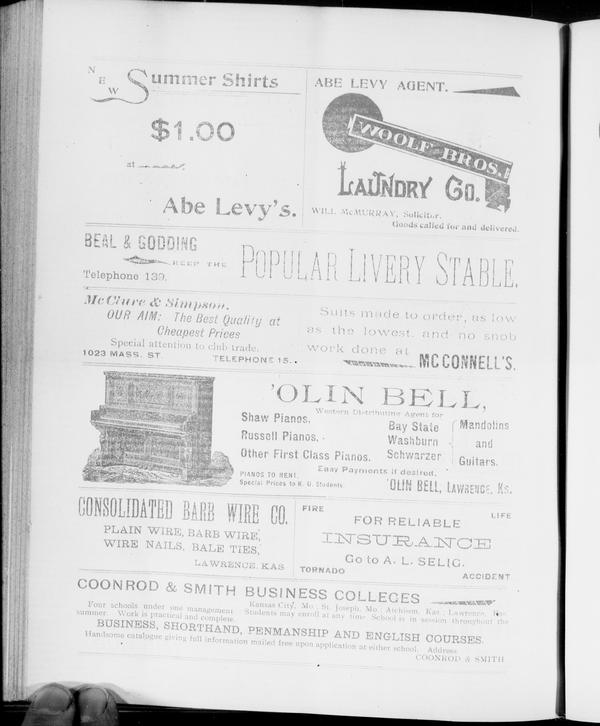 NEW Summer Shirts
$1.00
at
Abe Levy's.
ABE LEVY AGENT.
WOOLF BROS.
LAUNDRY CO.
WILL McMURRAY, Solicitor.
Goods called for and delivered.
BEAL & GODDING
KEEP THE
Telephone 139.
POPULAR LIVERY STABLE.
McClure & Simpson.
OUR AIM: The Best Quality at
Cheapest Prices
Special attention to club trade.
1023 MASS. ST. TELEPHONE 15.
Suits made to order, as low
as the lowest, and no snob
work done at
MCCONNELL'S.
'OLIN BELL,
Western Distributing Agent for
Shaw Pianos,
Russell Pianos,
Other First Class Pianos.
Bay State
Washburn
Schwarzer
Mandolins
and
Guitars.
Easy Payments if desired.
PIANOS TO RENT.
Special Prices to K. U. Students.
'OLIN BELL, LAWRENCE, KS.
CONSOLIDATED BARB WIRE CO.
PLAIN WIRE, BARB WIRE,
WIRE NAILS, BALE TIES,
LAWRENCE, KAS
FIRE LIFE
FOR RELIABLE
INSURANCE
Go to A. L. SELIG.
TORNADO ACCIDENT
COONROD & SMITH BUSINESS COLLEGES
Four schools under one management Kansas City, Mo.; St. Joseph, Mo.; Atchison, Kas.; Lawrence, Kas.
summer. Work is practical and complete. Students may enroll at any time School is in session throughout the
BUSINESS, SHORTHAND, PENMANSHIP AND ENGLISH COURSES.
Handsome catalogue giving full information mailed free upon application at either school. Address
COONROD & SMITH